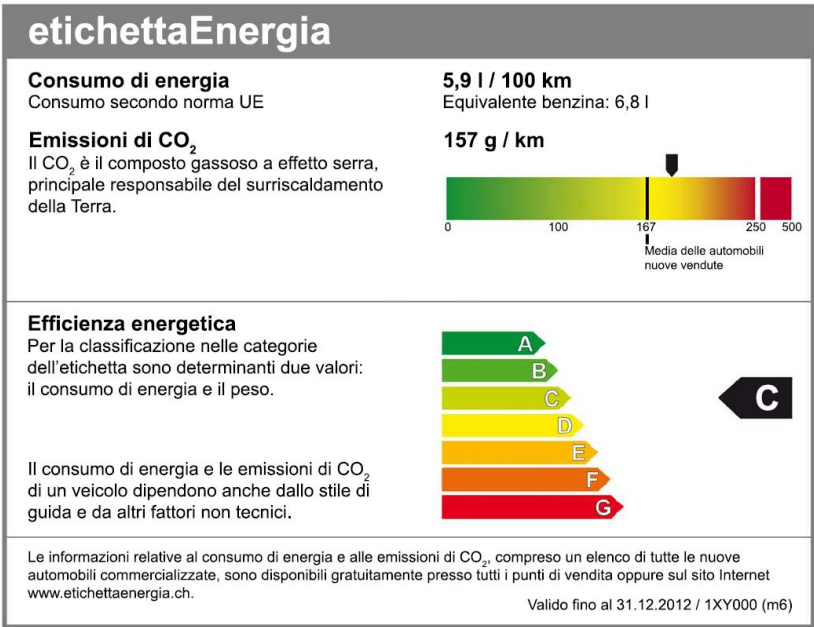 etichettaEnergia
Consumo di energia
Consumo secondo norma UE
5,9 l / 100 km
Equivalente benzina: 6,8 l
Emissioni di CO₂
Il CO₂ è il composto gassoso a effetto serra,
principale responsabile del surriscaldamento
della Terra.
157 g / km
0 100 167 250 500
Media delle automobili
nuove vendute
Efficienza energetica
Per la classificazione nelle categorie
dell'etichetta sono determinanti due valori:
il consumo di energia e il peso.
Il consumo di energia e le emissioni di CO₂
di un veicolo dipendono anche dallo stile di
guida e da altri fattori non tecnici.
A
B
C
D
E
F
G
C
Le informazioni relative al consumo di energia e alle emissioni di CO₂, compreso un elenco di tutte le nuove
automobili commercializzate, sono disponibili gratuitamente presso tutti i punti di vendita oppure sul sito Internet
www.etichettaenergia.ch.
Valido fino al 31.12.2012 / 1XY000 (m6)